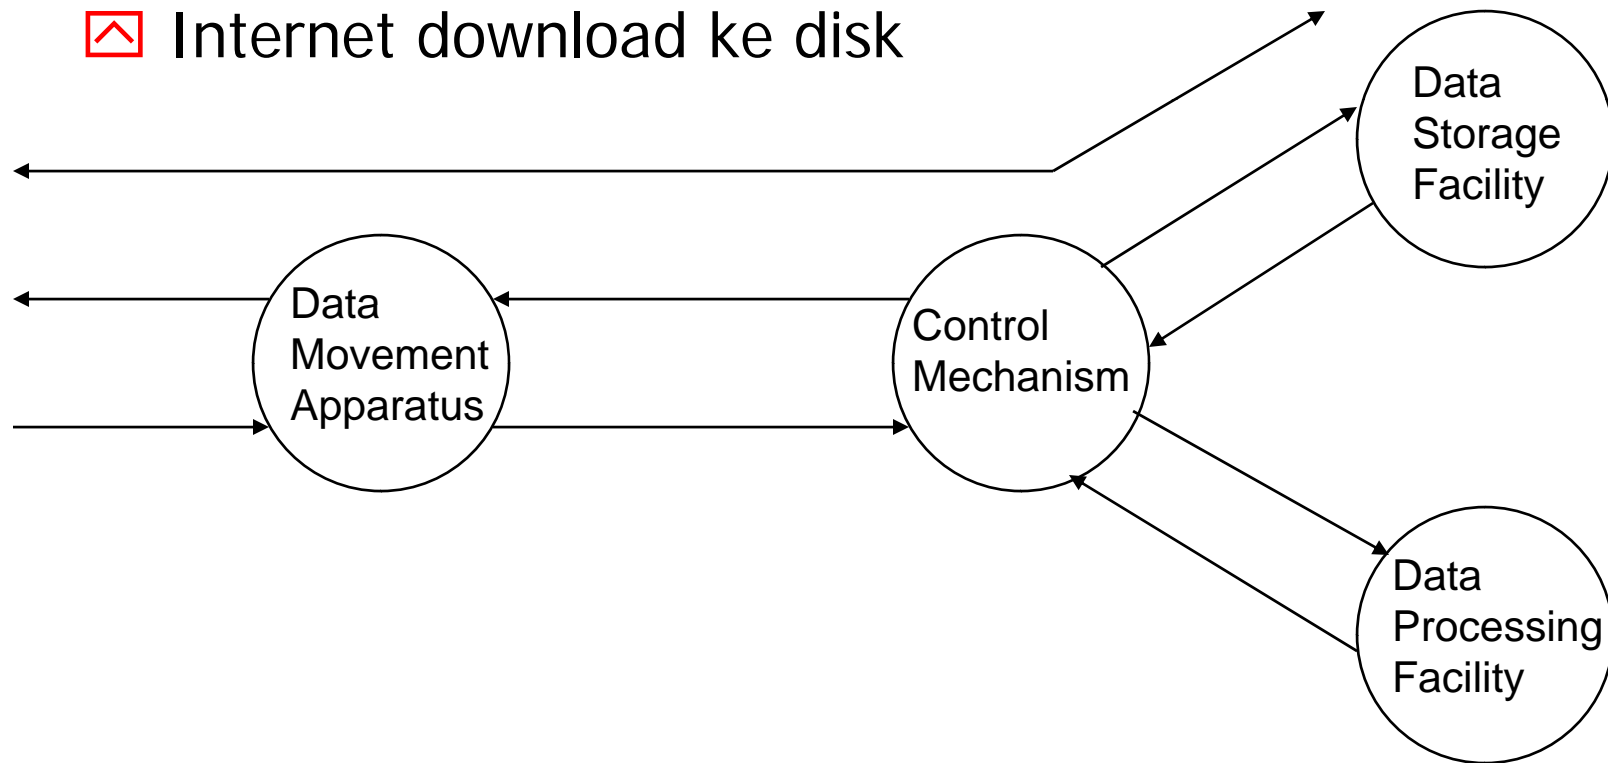 Internet download ke disk
Data
Storage
Facility
Data
Movement
Apparatus
Control
Mechanism
Data
Processing
Facility